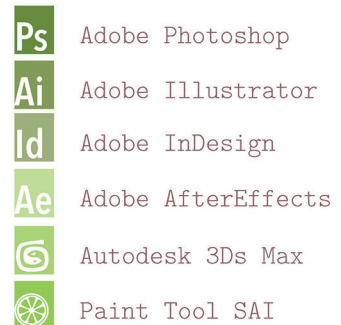 Ps Adobe Photoshop
Ai Adobe Illustrator
Id Adobe InDesign
Ae Adobe AfterEffects
Autodesk 3Ds Max
Paint Tool SAI